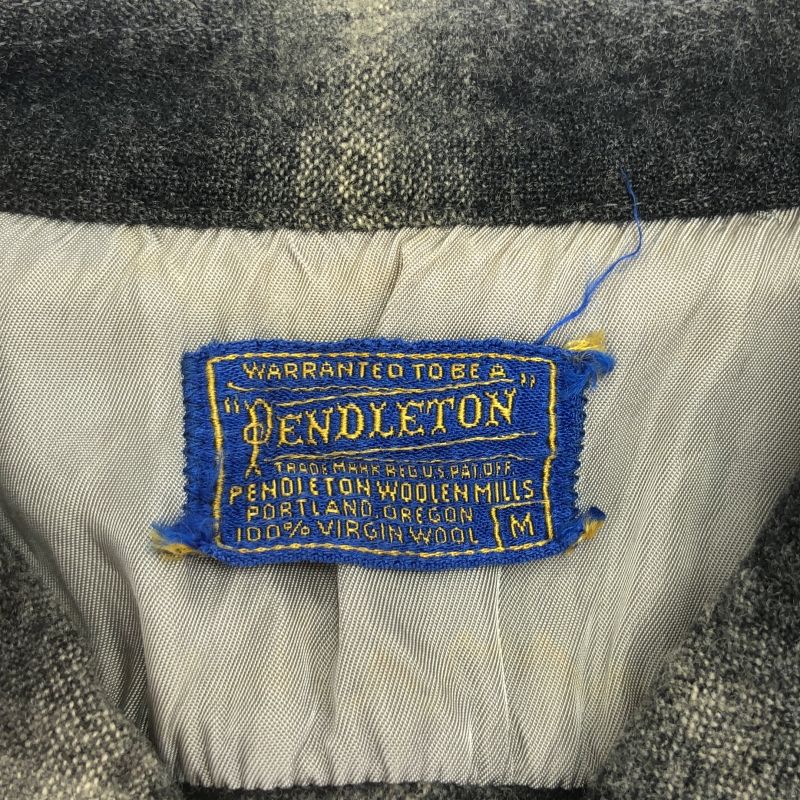 WARRANTED TO BE A
"PENDLETON"
TRADE MARK REG US PAT OFF
PENDLETON WOOLEN MILLS
PORTLAND, OREGON
100% VIRGIN WOOL M